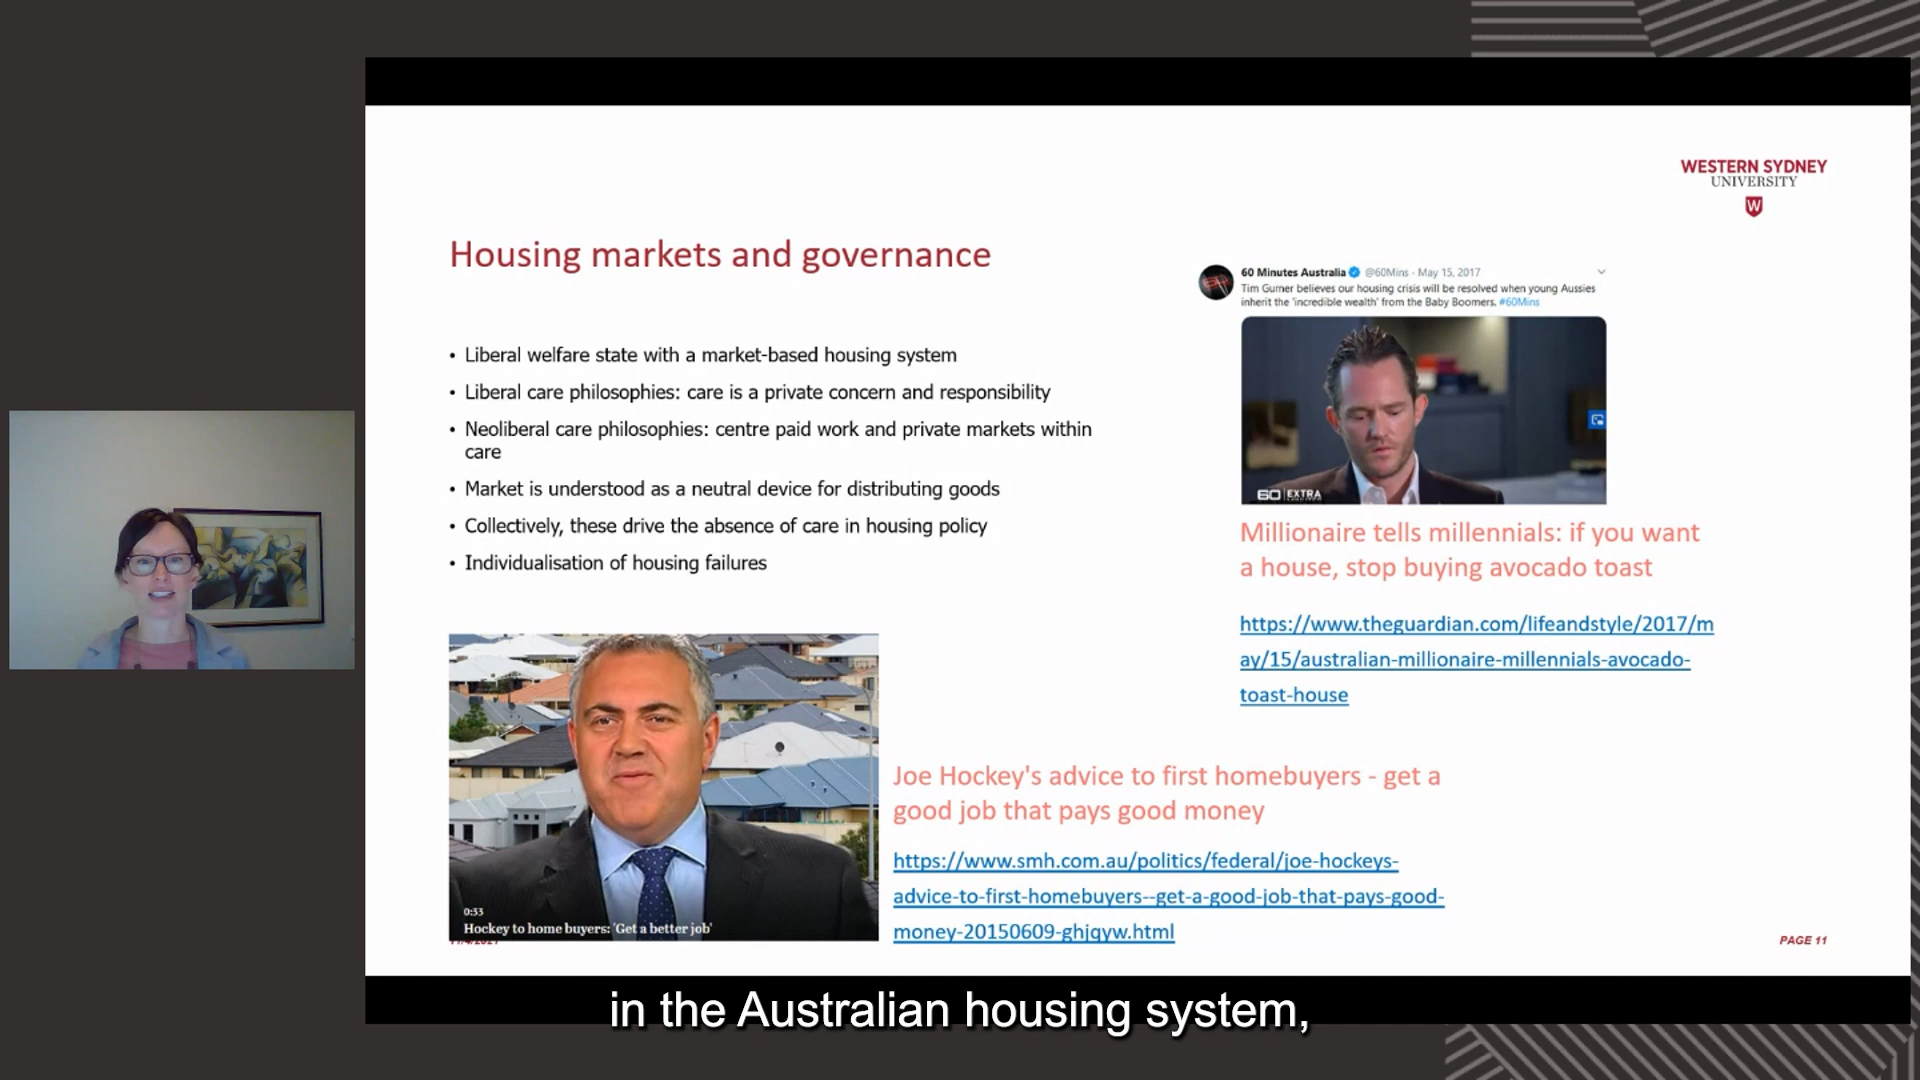 WESTERN SYDNEY
UNIVERSITY
W
Housing markets and governance
• Liberal welfare state with a market-based housing system
• Liberal care philosophies: care is a private concern and responsibility
• Neoliberal care philosophies: centre paid work and private markets within
care
• Market is understood as a neutral device for distributing goods
• Collectively, these drive the absence of care in housing policy
• Individualisation of housing failures
60 Minutes Australia @60Mins · May 15, 2017
Tim Gurner believes our housing crisis will be resolved when young Aussies
inherit the 'incredible wealth' from the Baby Boomers. #60Mins
60 EXTRA
Millionaire tells millennials: if you want
a house, stop buying avocado toast
https://www.theguardian.com/lifeandstyle/2017/m
ay/15/australian-millionaire-millennials-avocado-
toast-house
0:33
Hockey to home buyers: 'Get a better job'
Joe Hockey's advice to first homebuyers - get a
good job that pays good money
https://www.smh.com.au/politics/federal/joe-hockeys-
advice-to-first-homebuyers--get-a-good-job-that-pays-good-
money-20150609-ghjqyw.html
PAGE 11
in the Australian housing system,